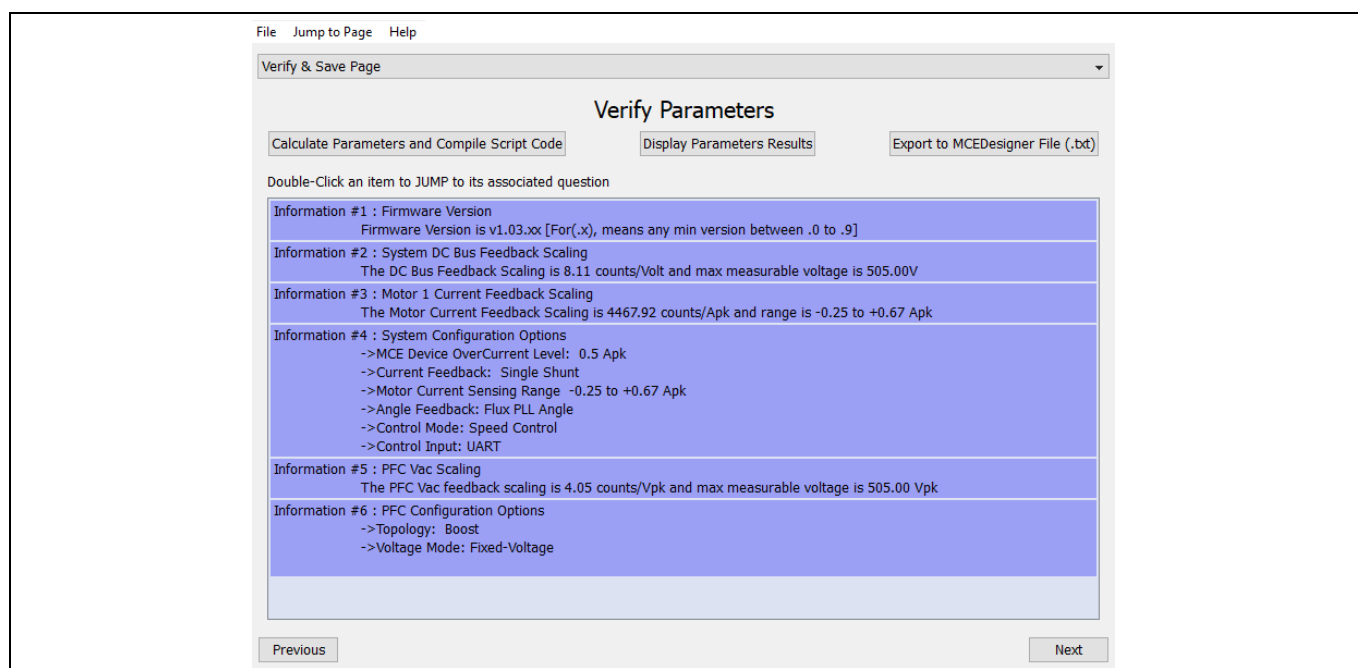 File Jump to Page Help
Verify & Save Page
Verify Parameters
Calculate Parameters and Compile Script Code Display Parameters Results Export to MCEDesigner File (.txt)
Double-Click an item to JUMP to its associated question
Information #1 : Firmware Version
Firmware Version is v1.03.xx [For(.x), means any min version between .0 to .9]
Information #2 : System DC Bus Feedback Scaling
The DC Bus Feedback Scaling is 8.11 counts/Volt and max measurable voltage is 505.00V
Information #3 : Motor 1 Current Feedback Scaling
The Motor Current Feedback Scaling is 4467.92 counts/Apk and range is -0.25 to +0.67 Apk
Information #4 : System Configuration Options
->MCE Device OverCurrent Level: 0.5 Apk
->Current Feedback: Single Shunt
->Motor Current Sensing Range -0.25 to +0.67 Apk
->Angle Feedback: Flux PLL Angle
->Control Mode: Speed Control
->Control Input: UART
Information #5 : PFC Vac Scaling
The PFC Vac feedback scaling is 4.05 counts/Vpk and max measurable voltage is 505.00 Vpk
Information #6 : PFC Configuration Options
->Topology: Boost
->Voltage Mode: Fixed-Voltage
Previous Next